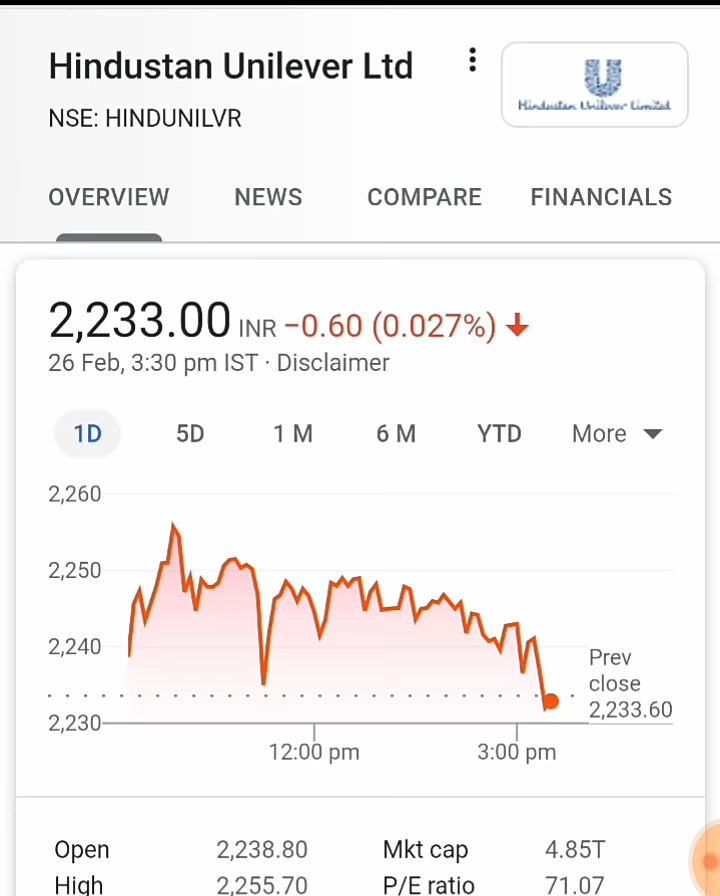 Hindustan Unilever Ltd
Hindustan Unilever Limited
NSE: HINDUNILVR
OVERVIEW NEWS COMPARE FINANCIALS
2,233.00 INR −0.60 (0.027%)
26 Feb, 3:30 pm IST · Disclaimer
1D 5D 1 M 6 M YTD More
2,260
2,250
2,240
2,230
Prev
close
2,233.60
12:00 pm 3:00 pm
Open 2,238.80 Mkt cap 4.85T
High 2,255.70 P/E ratio 71.07